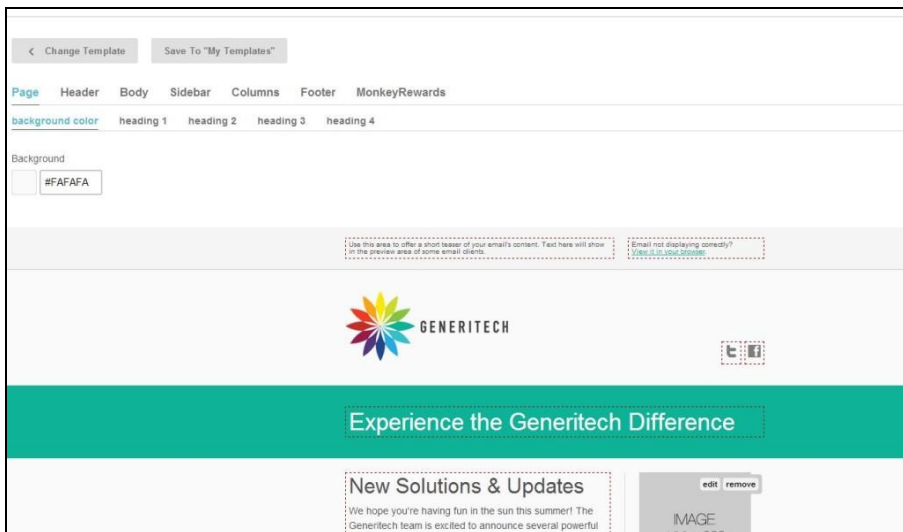 Change Template Save To "My Templates"
Page Header Body Sidebar Columns Footer MonkeyRewards
background color heading 1 heading 2 heading 3 heading 4
Background
#FAFAFA
Use this area to offer a short teaser of your email's content. Text here will show
in the preview area of some email clients.
Email not displaying correctly?
View it in your browser.
GENERITECH
Experience the Generitech Difference
New Solutions & Updates
We hope you're having fun in the sun this summer! The
Generitech team is excited to announce several powerful
edit remove
IMAGE